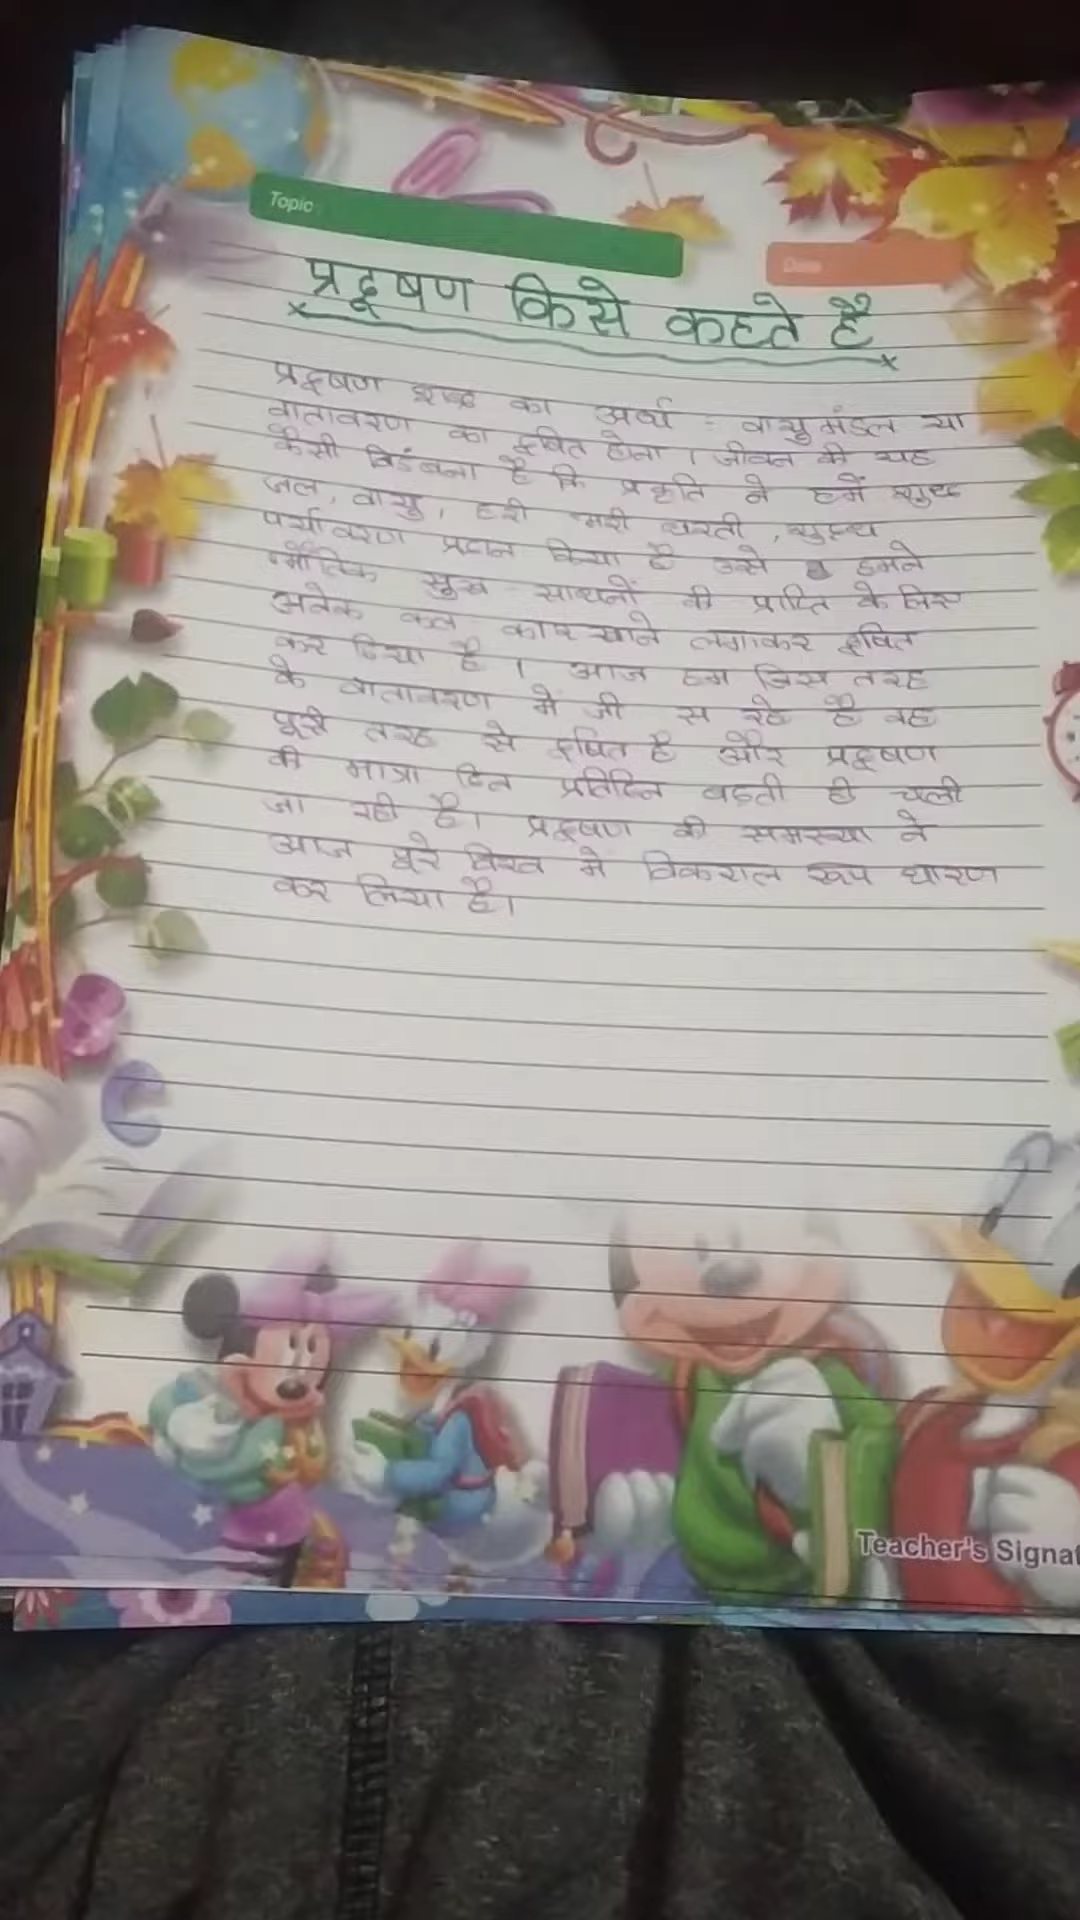 Topic
Date
प्रदूषण किसे कहते है
प्रदूषण शब्द का अर्थ - वायुमंडल या
वातावरण का दूषित होना । जीवन की यह
कैसी विडंबना है कि प्रकृति ने हमें शुद्ध
जल, वायु, हरी भरी धरती, शुद्ध
पर्यावरण प्रदान किया है उसे हमने
भौतिक सुख साधनों की प्राप्ति के लिए
अनेक कल कारखाने लगाकर दूषित
कर दिया है । आज हम जिस तरह
के वातावरण में जी स रहे है वह
पूरी तरह से दूषित है और प्रदूषण
की मात्रा दिन प्रतिदिन बढ़ती ही चली
जा रही है। प्रदूषण की समस्या ने
आज पूरे विश्व में विकराल रूप धारण
कर लिया है।
Teacher's